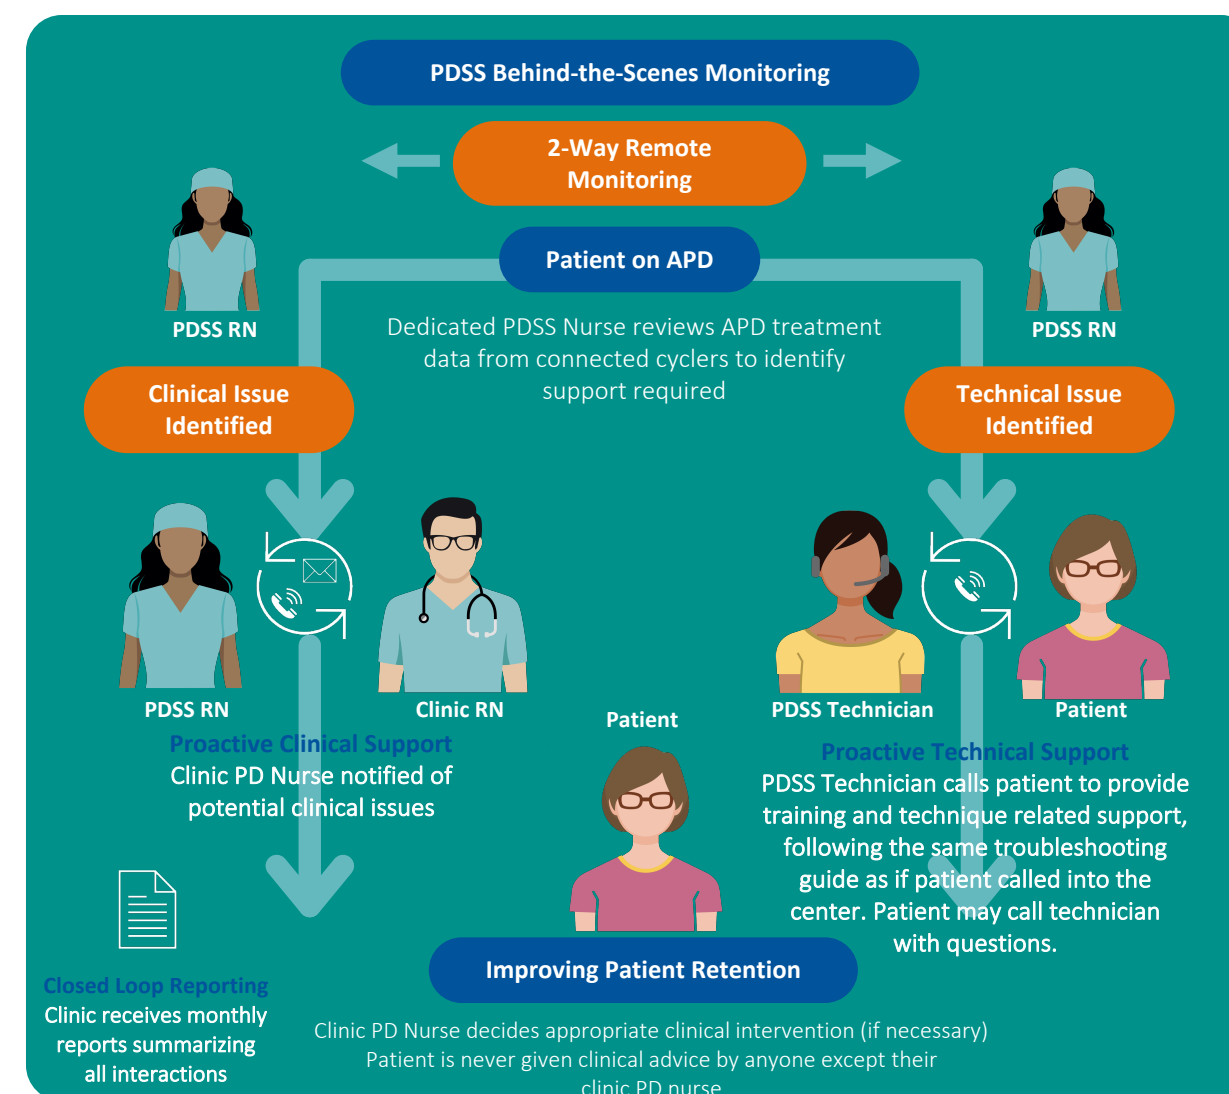 PDSS Behind-the-Scenes Monitoring
2-Way Remote
Monitoring
Patient on APD
PDSS RN
PDSS RN
Dedicated PDSS Nurse reviews APD treatment
data from connected cyclers to identify
support required
Clinical Issue
Identified
Technical Issue
Identified
PDSS RN
Clinic RN
Proactive Clinical Support
Clinic PD Nurse notified of
potential clinical issues
Patient
PDSS Technician
Patient
Proactive Technical Support
PDSS Technician calls patient to provide
training and technique related support,
following the same troubleshooting
guide as if patient called into the
center. Patient may call technician
with questions.
Closed Loop Reporting
Clinic receives monthly
reports summarizing
all interactions
Improving Patient Retention
Clinic PD Nurse decides appropriate clinical intervention (if necessary)
Patient is never given clinical advice by anyone except their
clinic PD nurse